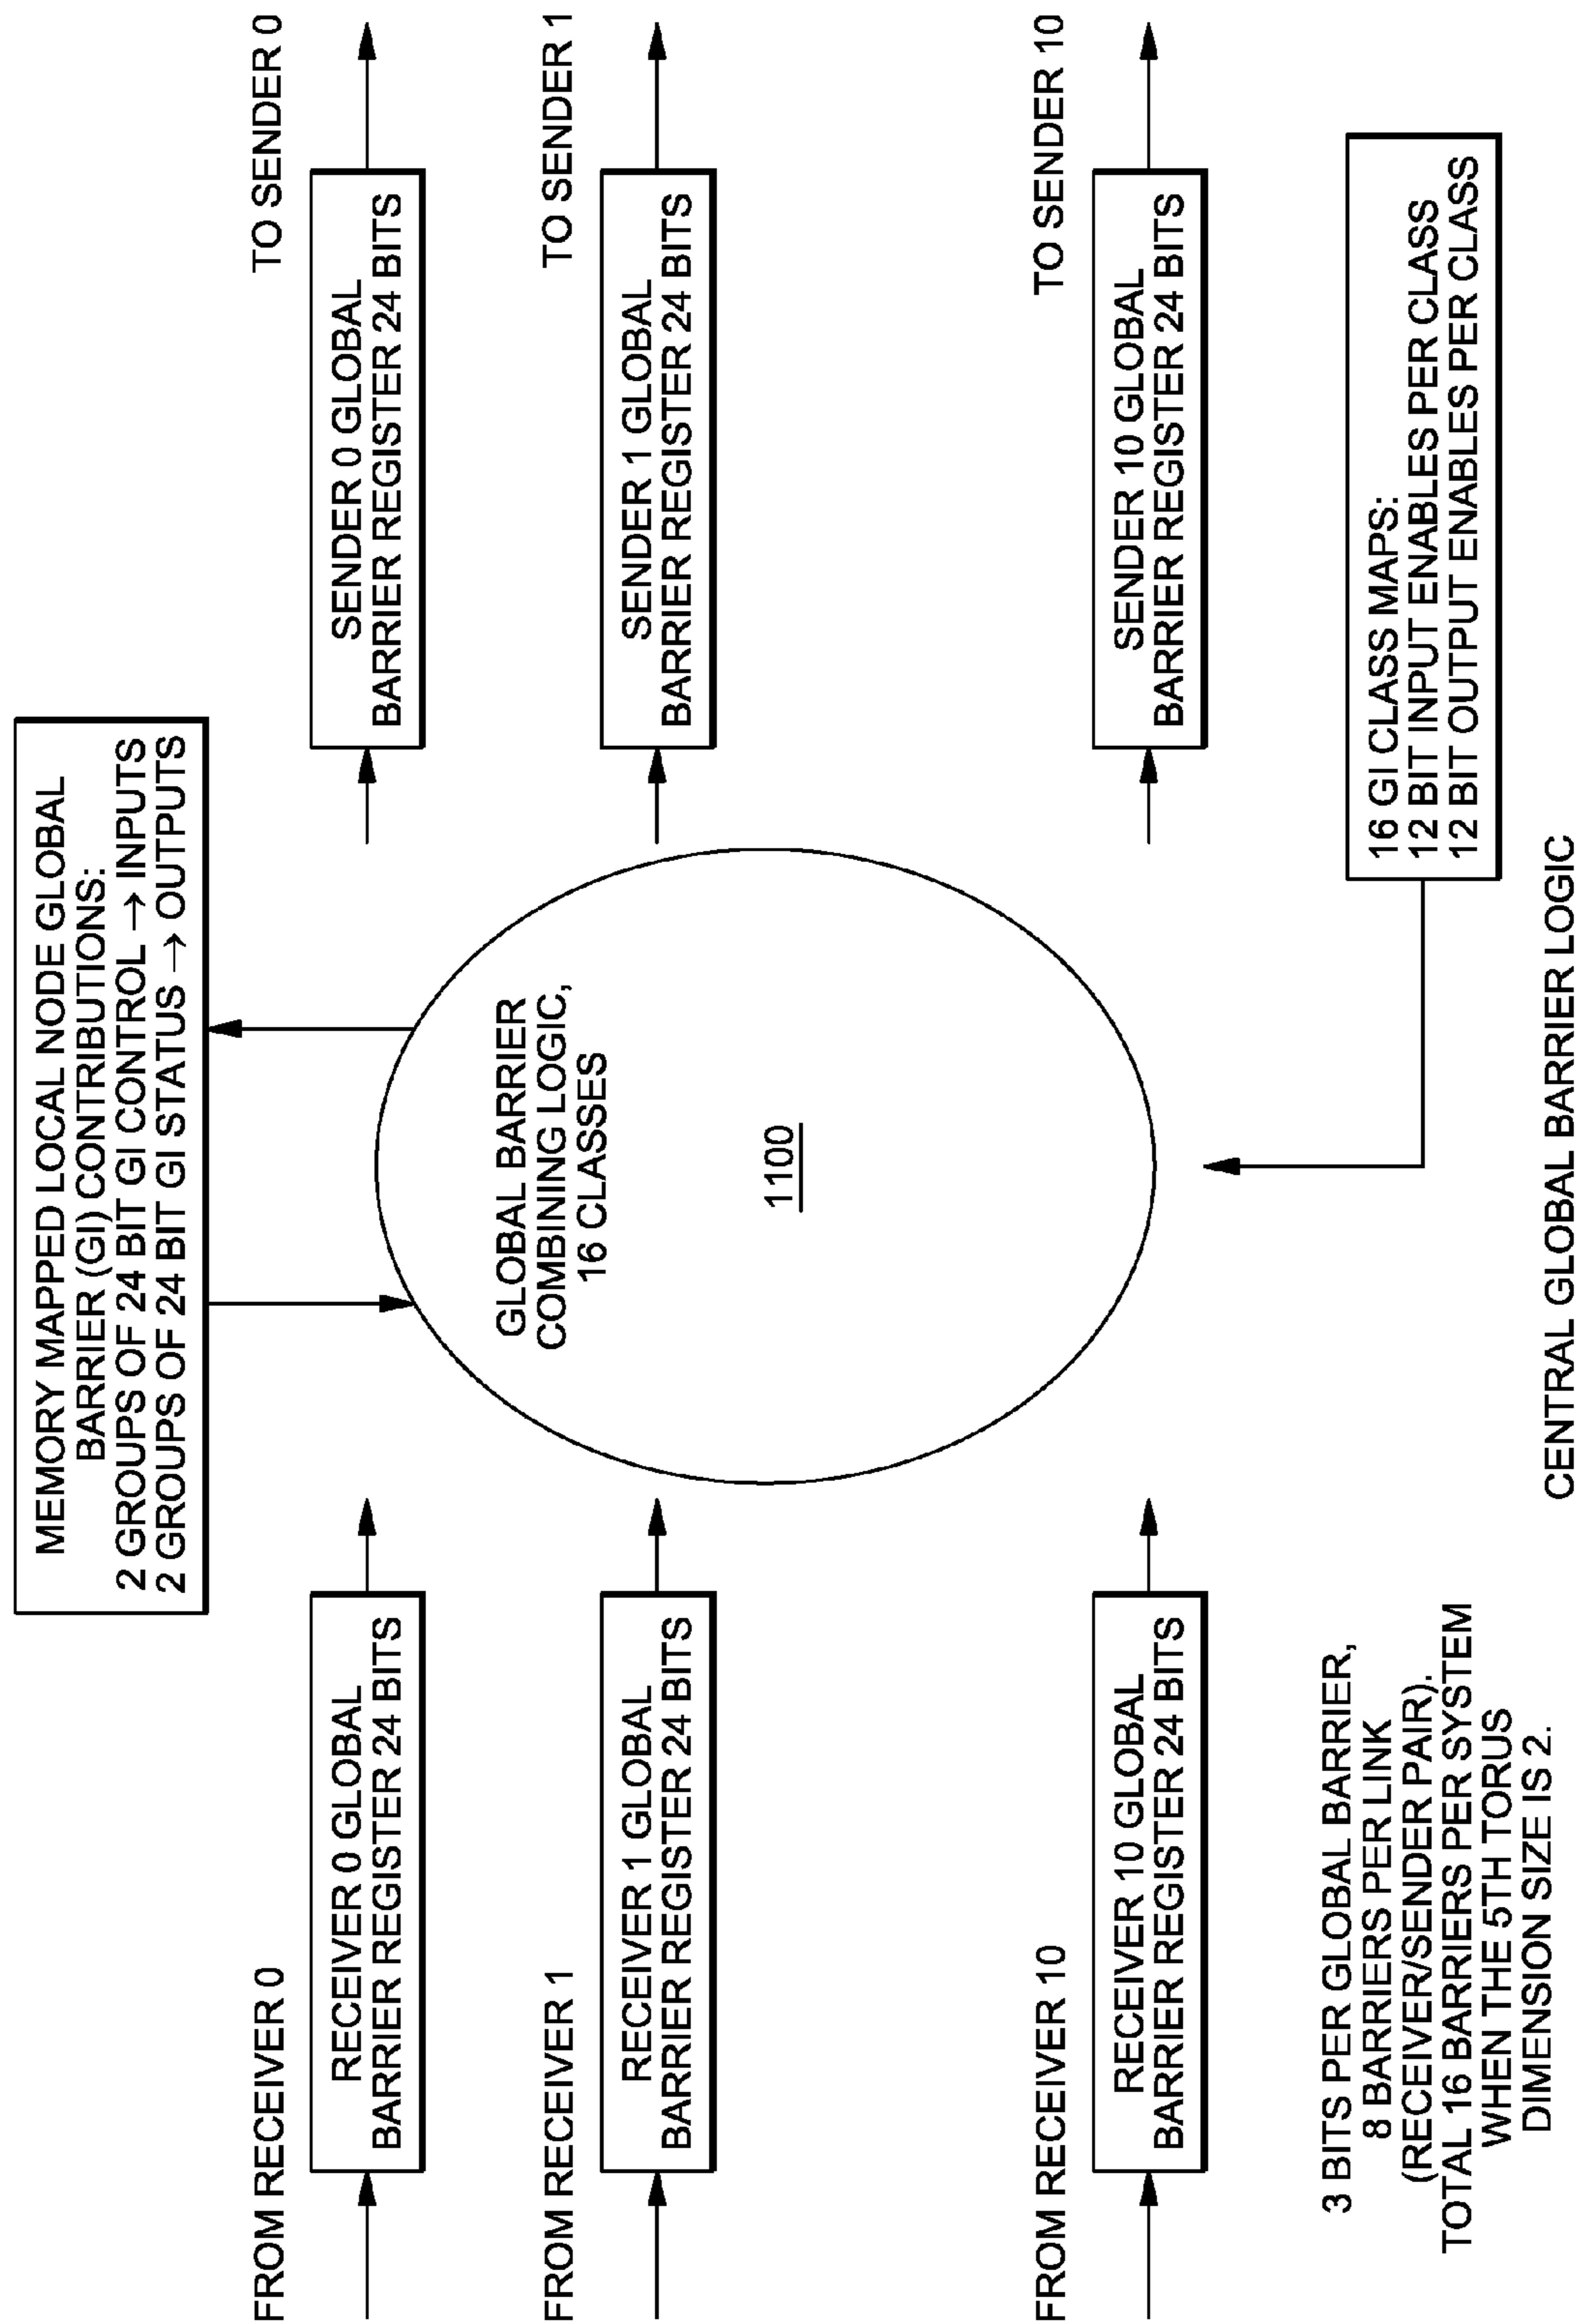 MEMORY MAPPED LOCAL NODE GLOBAL
BARRIER (GI) CONTRIBUTIONS:
2 GROUPS OF 24 BIT GI CONTROL → INPUTS
2 GROUPS OF 24 BIT GI STATUS → OUTPUTS
FROM RECEIVER 0
RECEIVER 0 GLOBAL
BARRIER REGISTER 24 BITS
TO SENDER 0
SENDER 0 GLOBAL
BARRIER REGISTER 24 BITS
FROM RECEIVER 1
RECEIVER 1 GLOBAL
BARRIER REGISTER 24 BITS
GLOBAL BARRIER
COMBINING LOGIC,
16 CLASSES
1100
TO SENDER 1
SENDER 1 GLOBAL
BARRIER REGISTER 24 BITS
FROM RECEIVER 10
RECEIVER 10 GLOBAL
BARRIER REGISTER 24 BITS
TO SENDER 10
SENDER 10 GLOBAL
BARRIER REGISTER 24 BITS
3 BITS PER GLOBAL BARRIER,
8 BARRIERS PER LINK
(RECEIVER/SENDER PAIR).
TOTAL 16 BARRIERS PER SYSTEM
WHEN THE 5TH TORUS
DIMENSION SIZE IS 2.
16 GI CLASS MAPS:
12 BIT INPUT ENABLES PER CLASS
12 BIT OUTPUT ENABLES PER CLASS
CENTRAL GLOBAL BARRIER LOGIC